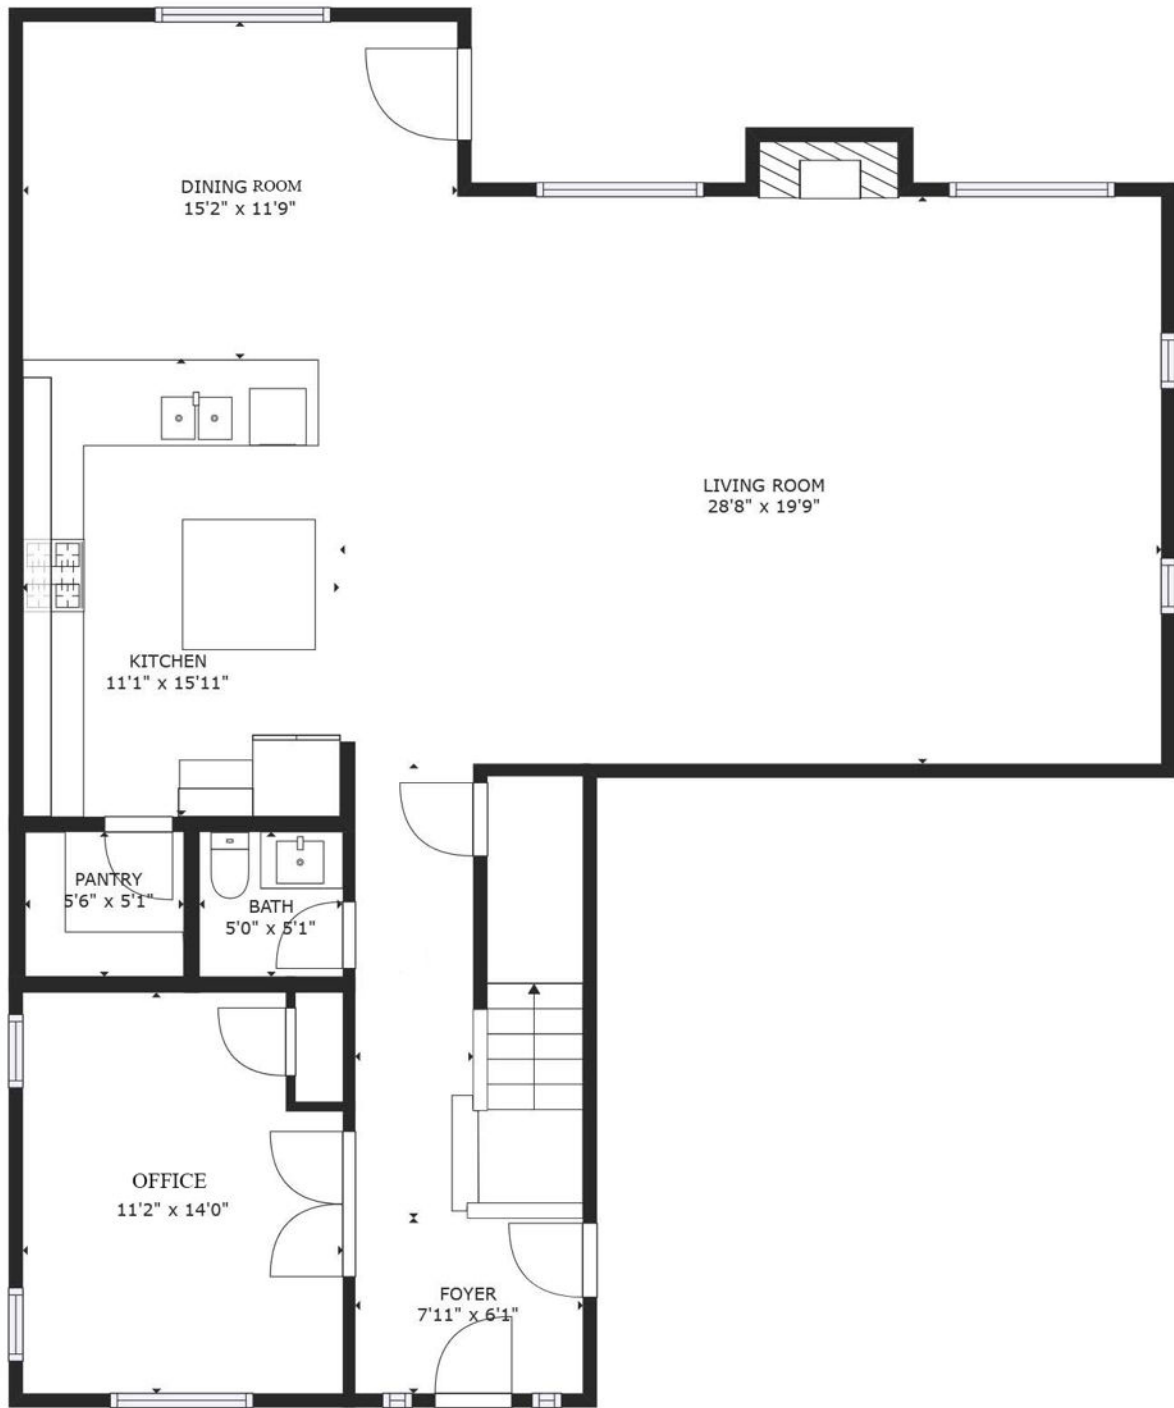 DINING ROOM
15'2" x 11'9"
LIVING ROOM
28'8" x 19'9"
KITCHEN
11'1" x 15'11"
PANTRY
5'6" x 5'1"
BATH
5'0" x 5'1"
OFFICE
11'2" x 14'0"
FOYER
7'11" x 6'1"